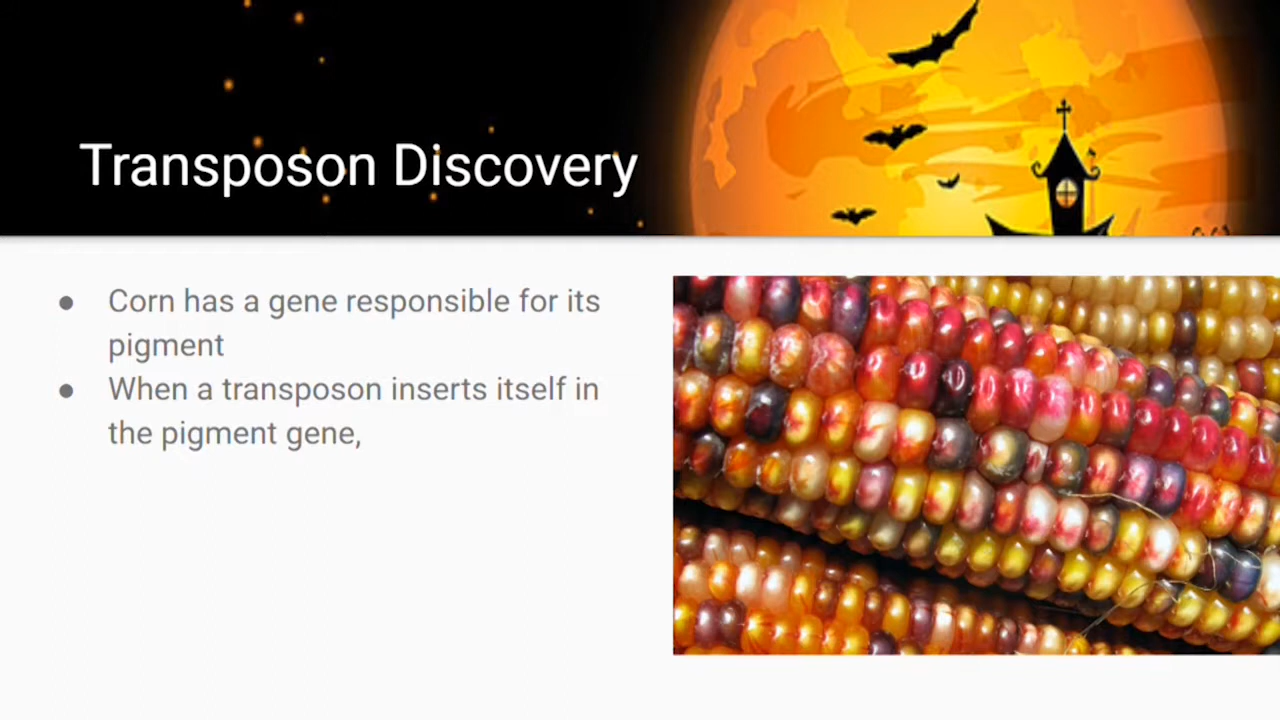 Transposon Discovery
● Corn has a gene responsible for its
pigment
● When a transposon inserts itself in
the pigment gene,